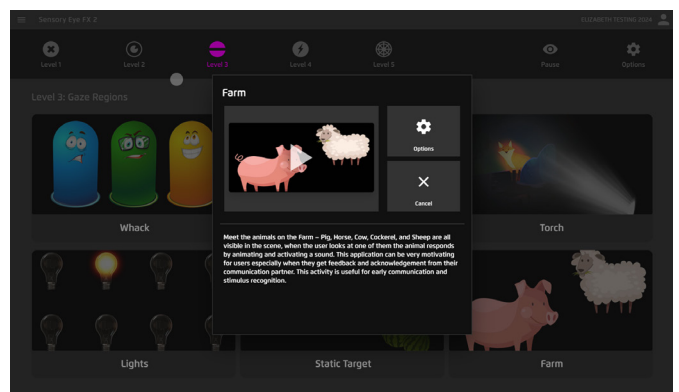 Sensory Eye FX 2
ELIZABETH TESTING 2024
Level 1
Level 2
Level 3
Level 4
Level 5
Pause
Options
Level 3: Gaze Regions
Farm
Options
Cancel
Meet the animals on the Farm – Pig, Horse, Cow, Cockerel, and Sheep are all
visible in the scene, when the user looks at one of them the animal responds
by animating and activating a sound. This application can be very motivating
for users especially when they get feedback and acknowledgement from their
communication partner. This activity is useful for early communication and
stimulus recognition.
Whack
Torch
Lights
Static Target
Farm